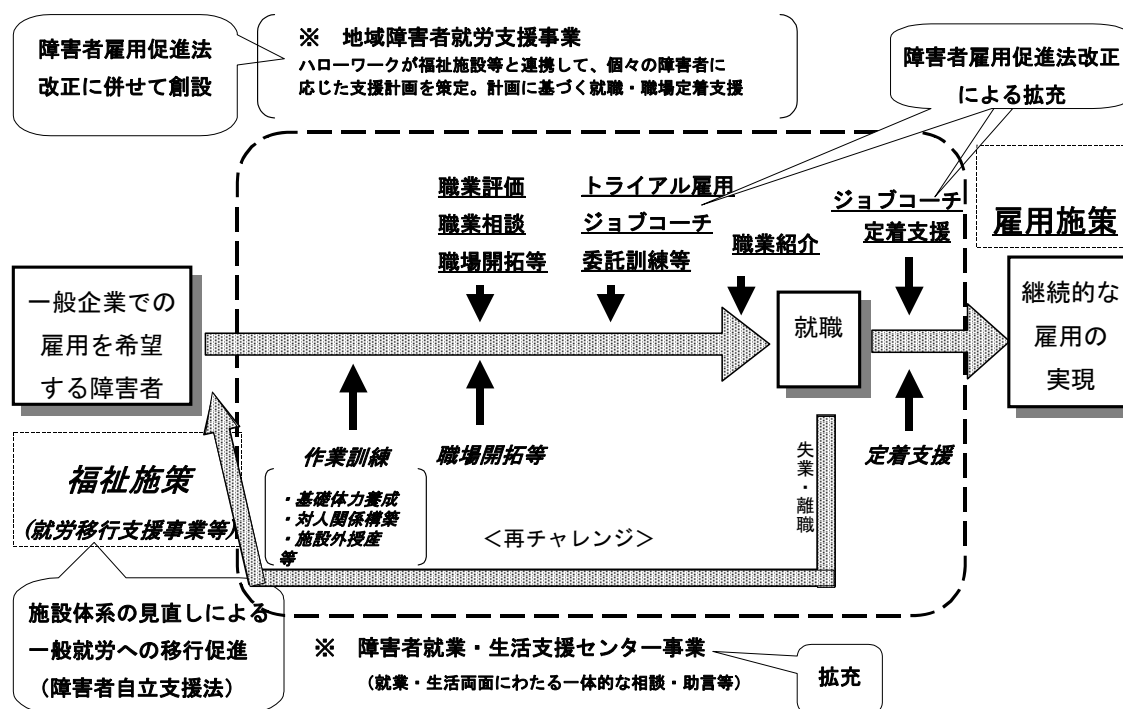 障害者雇用促進法
改正に併せて創設
※　地域障害者就労支援事業
ハローワークが福祉施設等と連携して、個々の障害者に
応じた支援計画を策定。計画に基づく就職・職場定着支援
障害者雇用促進法改正
による拡充
職業評価
職業相談
職場開拓等
トライアル雇用
ジョブコーチ
委託訓練等
職業紹介
ジョブコーチ
定着支援
雇用施策
一般企業での
雇用を希望
する障害者
就職
継続的な
雇用の
実現
福祉施策
(就労移行支援事業等)
作業訓練
・基礎体力養成
・対人関係構築
・施設外授産
等
職場開拓等
＜再チャレンジ＞
失業・離職
定着支援
施設体系の見直しによる
一般就労への移行促進
（障害者自立支援法）
※　障害者就業・生活支援センター事業
（就業・生活両面にわたる一体的な相談・助言等）
拡充